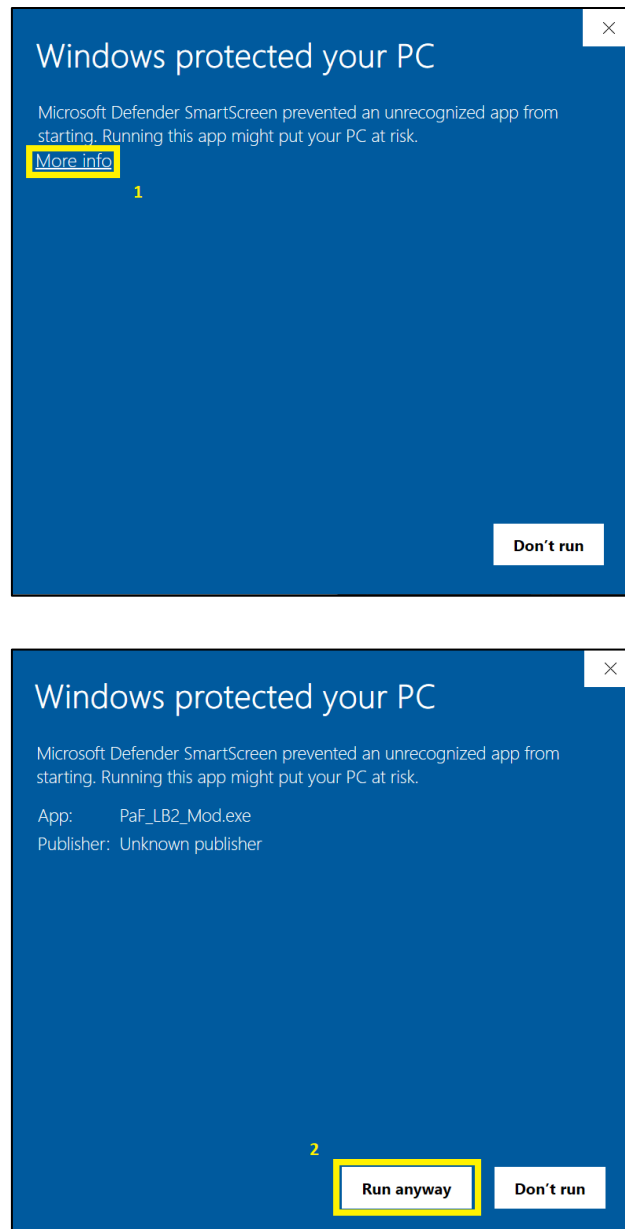 Windows protected your PC
Microsoft Defender SmartScreen prevented an unrecognized app from
starting. Running this app might put your PC at risk.
More info
1
Don't run
Windows protected your PC
Microsoft Defender SmartScreen prevented an unrecognized app from
starting. Running this app might put your PC at risk.
App: PaF_LB2_Mod.exe
Publisher: Unknown publisher
2
Run anyway Don't run